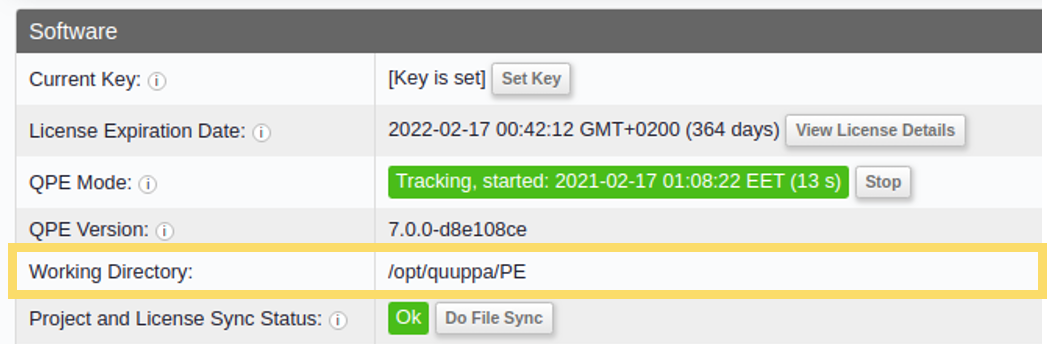 Software
Current Key: i [Key is set] Set Key
License Expiration Date: i 2022-02-17 00:42:12 GMT+0200 (364 days) View License Details
QPE Mode: i Tracking, started: 2021-02-17 01:08:22 EET (13 s) Stop
QPE Version: i 7.0.0-d8e108ce
Working Directory: /opt/quuppa/PE
Project and License Sync Status: i Ok Do File Sync